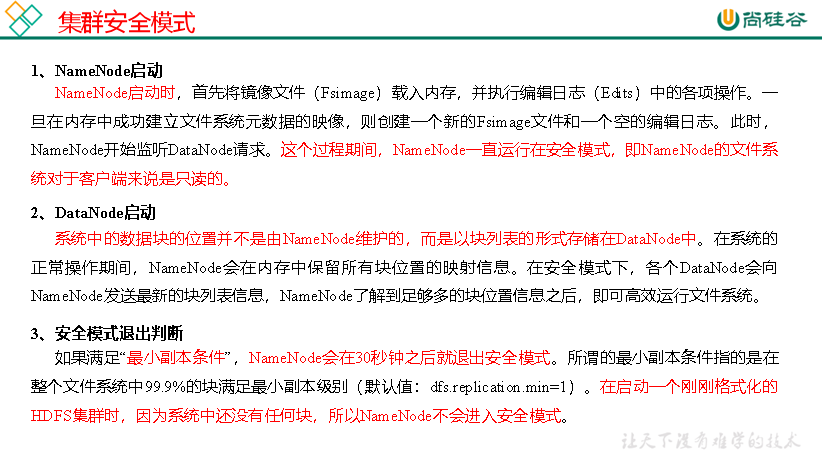 集群安全模式
尚硅谷
1、NameNode启动
NameNode启动时，首先将镜像文件（Fsimage）载入内存，并执行编辑日志（Edits）中的各项操作。一
旦在内存中成功建立文件系统元数据的映像，则创建一个新的Fsimage文件和一个空的编辑日志。此时，
NameNode开始监听DataNode请求。这个过程期间，NameNode一直运行在安全模式，即NameNode的文件系
统对于客户端来说是只读的。
2、DataNode启动
系统中的数据块的位置并不是由NameNode维护的，而是以块列表的形式存储在DataNode中。在系统的
正常操作期间，NameNode会在内存中保留所有块位置的映射信息。在安全模式下，各个DataNode会向
NameNode发送最新的块列表信息，NameNode了解到足够多的块位置信息之后，即可高效运行文件系统。
3、安全模式退出判断
如果满足“最小副本条件”，NameNode会在30秒钟之后就退出安全模式。所谓的最小副本条件指的是在
整个文件系统中99.9%的块满足最小副本级别（默认值：dfs.replication.min=1）。在启动一个刚刚格式化的
HDFS集群时，因为系统中还没有任何块，所以NameNode不会进入安全模式。
让天下没有难学的技术